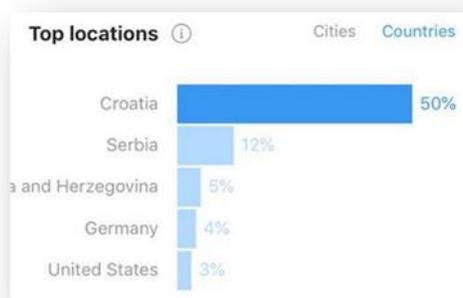 Top locations Cities Countries
Croatia 50%
Serbia 12%
a and Herzegovina 5%
Germany 4%
United States 3%